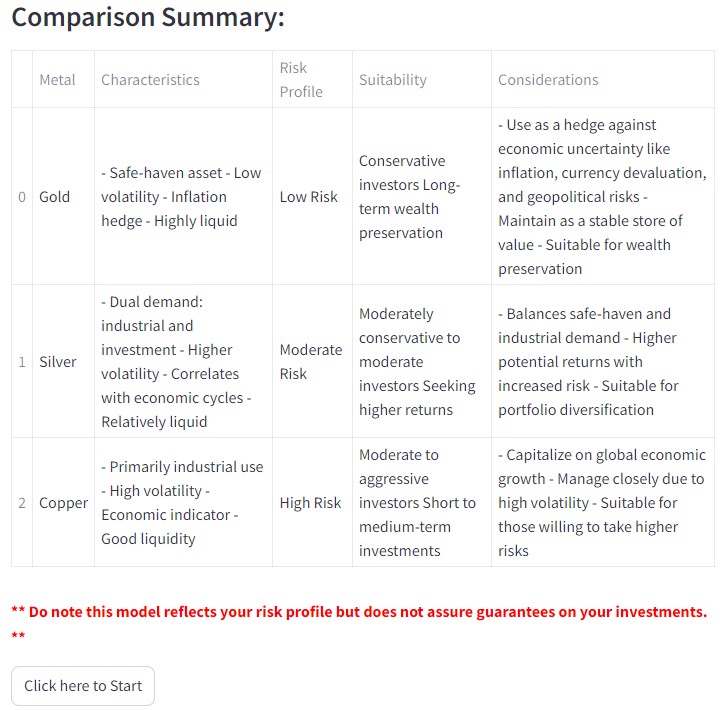 Comparison Summary:
Metal Characteristics Risk Profile Suitability Considerations
0 Gold
- Safe-haven asset - Low
volatility - Inflation
hedge - Highly liquid
Low Risk
Conservative
investors Long-
term wealth
preservation
- Use as a hedge against
economic uncertainty like
inflation, currency devaluation,
and geopolitical risks -
Maintain as a stable store of
value - Suitable for wealth
preservation
1 Silver
- Dual demand:
industrial and
investment - Higher
volatility - Correlates
with economic cycles -
Relatively liquid
Moderate
Risk
Moderately
conservative to
moderate
investors Seeking
higher returns
- Balances safe-haven and
industrial demand - Higher
potential returns with
increased risk - Suitable for
portfolio diversification
2 Copper
- Primarily industrial use
- High volatility -
Economic indicator -
Good liquidity
High Risk
Moderate to
aggressive
investors Short to
medium-term
investments
- Capitalize on global economic
growth - Manage closely due to
high volatility - Suitable for
those willing to take higher
risks
** Do note this model reflects your risk profile but does not assure guarantees on your investments.
**
Click here to Start